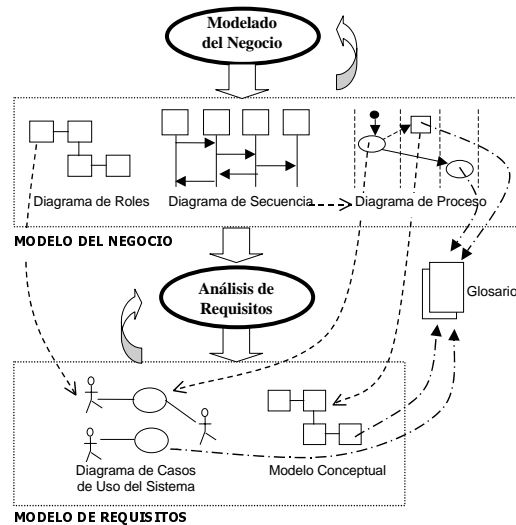 Modelado
del Negocio
Diagrama de Roles
Diagrama de Secuencia
Diagrama de Proceso
MODELO DEL NEGOCIO
Análisis de
Requisitos
Glosario
Diagrama de Casos
de Uso del Sistema
Modelo Conceptual
MODELO DE REQUISITOS